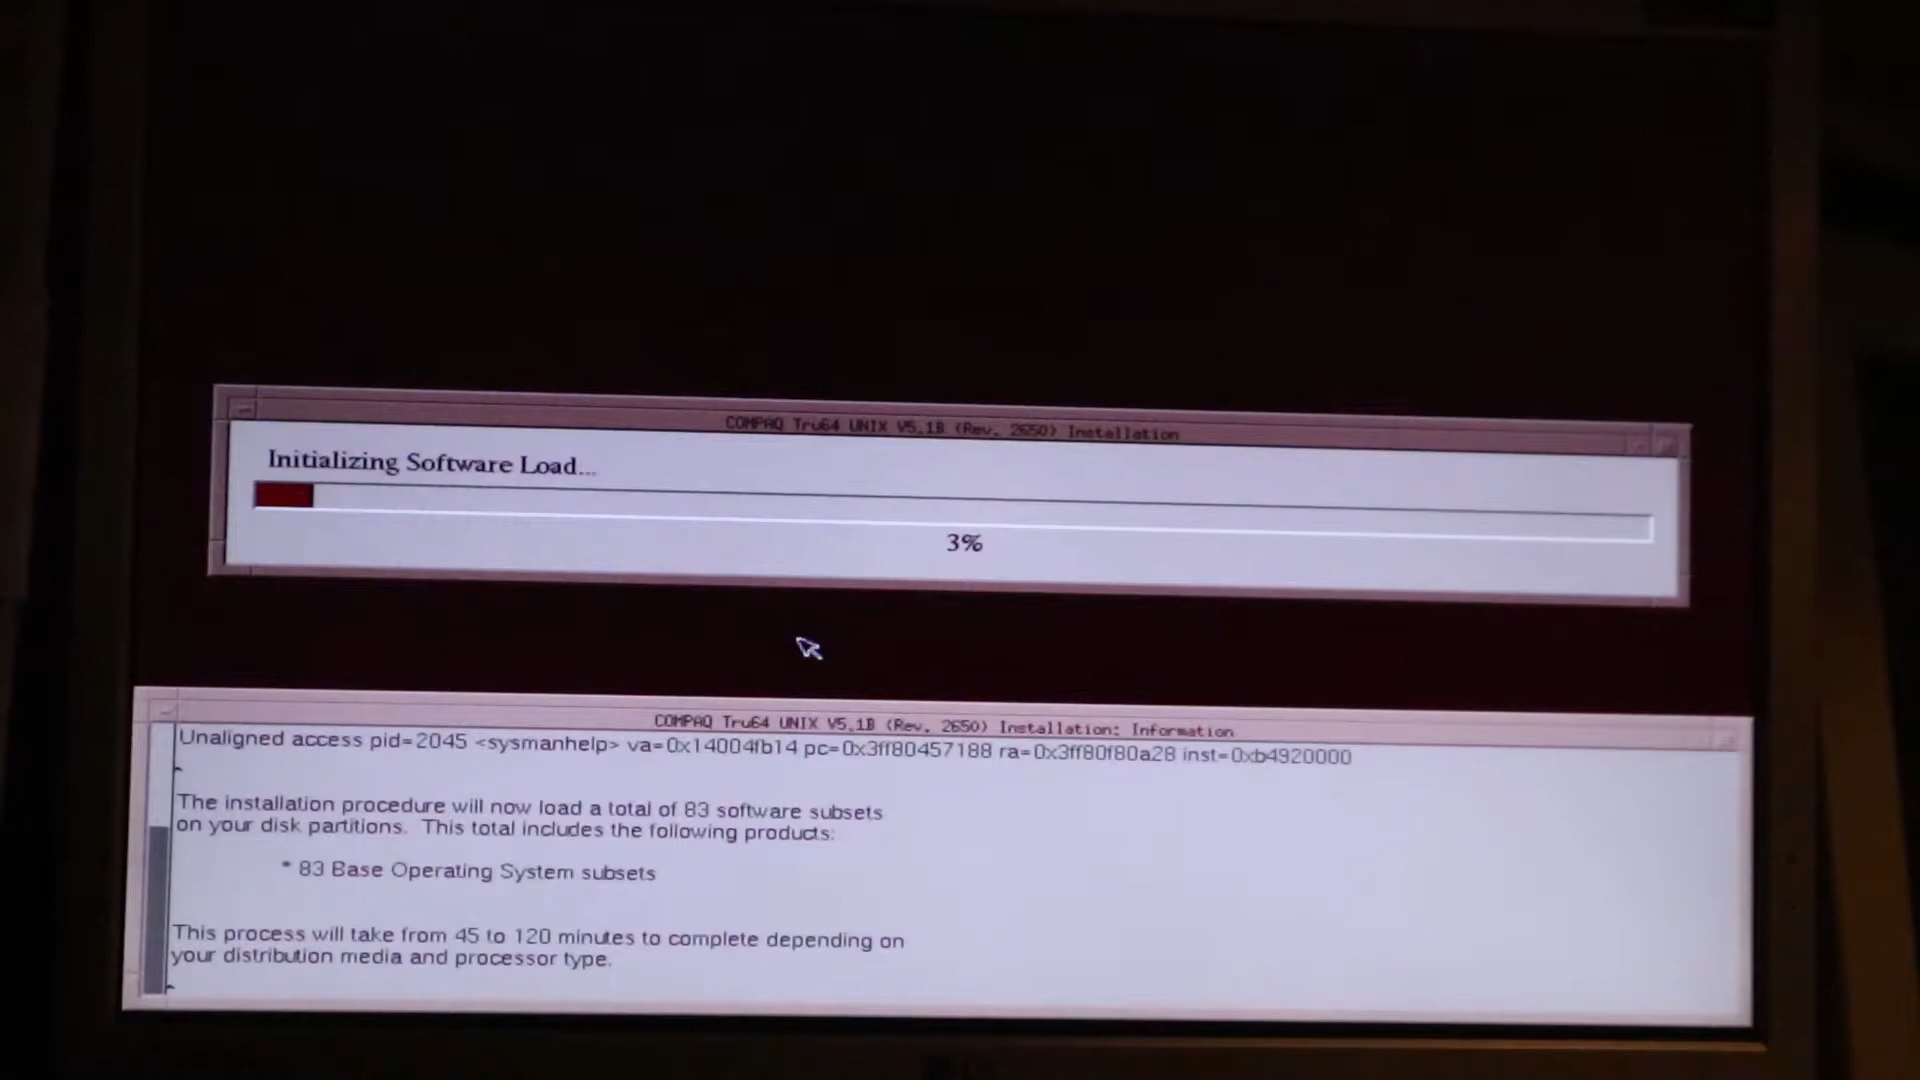 COMPAQ Tru64 UNIX V5.1B (Rev. 2650) Installation
Initializing Software Load...
3%
COMPAQ Tru64 UNIX V5.1B (Rev. 2650) Installation: Information
Unaligned access pid=2045 <sysmanhelp> va=0x14004fb14 pc=0x3ff80457188 ra=0x3ff80f80a28 inst=0xb4920000
The installation procedure will now load a total of 83 software subsets
on your disk partitions. This total includes the following products:
* 83 Base Operating System subsets
This process will take from 45 to 120 minutes to complete depending on
your distribution media and processor type.